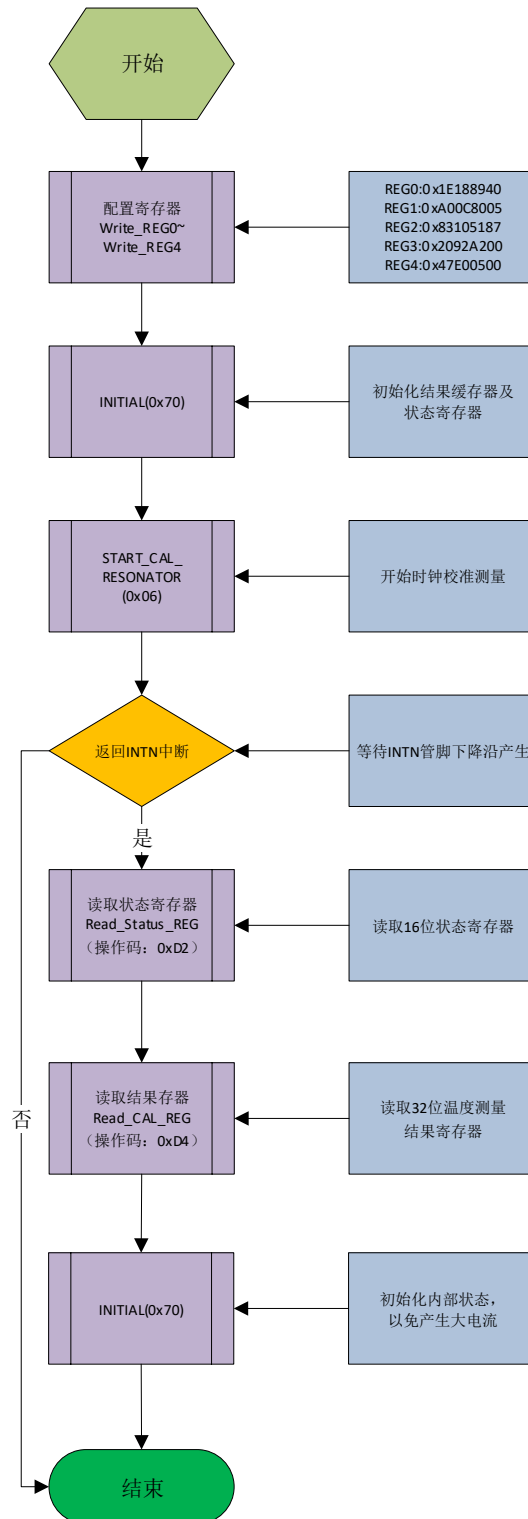 开始
配置寄存器
Write_REG0~
Write_REG4
REG0:0x1E188940
REG1:0xA00C8005
REG2:0x83105187
REG3:0x2092A200
REG4:0x47E00500
INITIAL(0x70)
初始化结果缓存器及
状态寄存器
START_CAL_
RESONATOR
(0x06)
开始时钟校准测量
返回INTN中断
等待INTN管脚下降沿产生
是
读取状态寄存器
Read_Status_REG
（操作码：0xD2）
读取16位状态寄存器
否
读取结果存器
Read_CAL_REG
（操作码：0xD4）
读取32位温度测量
结果寄存器
INITIAL(0x70)
初始化内部状态，
以免产生大电流
结束